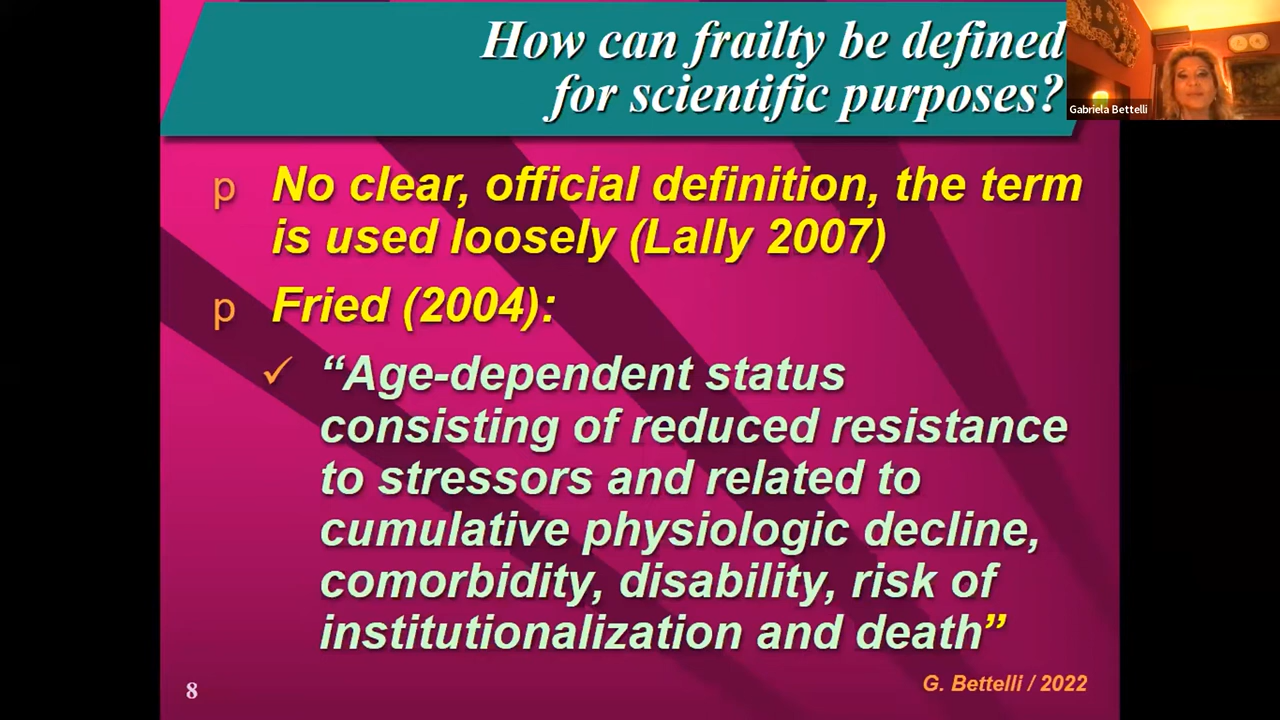 How can frailty be defined
for scientific purposes?
Gabriela Bettelli
p No clear, official definition, the term
is used loosely (Lally 2007)
p Fried (2004):
✓ “Age-dependent status
consisting of reduced resistance
to stressors and related to
cumulative physiologic decline,
comorbidity, disability, risk of
institutionalization and death”
8
G. Bettelli / 2022